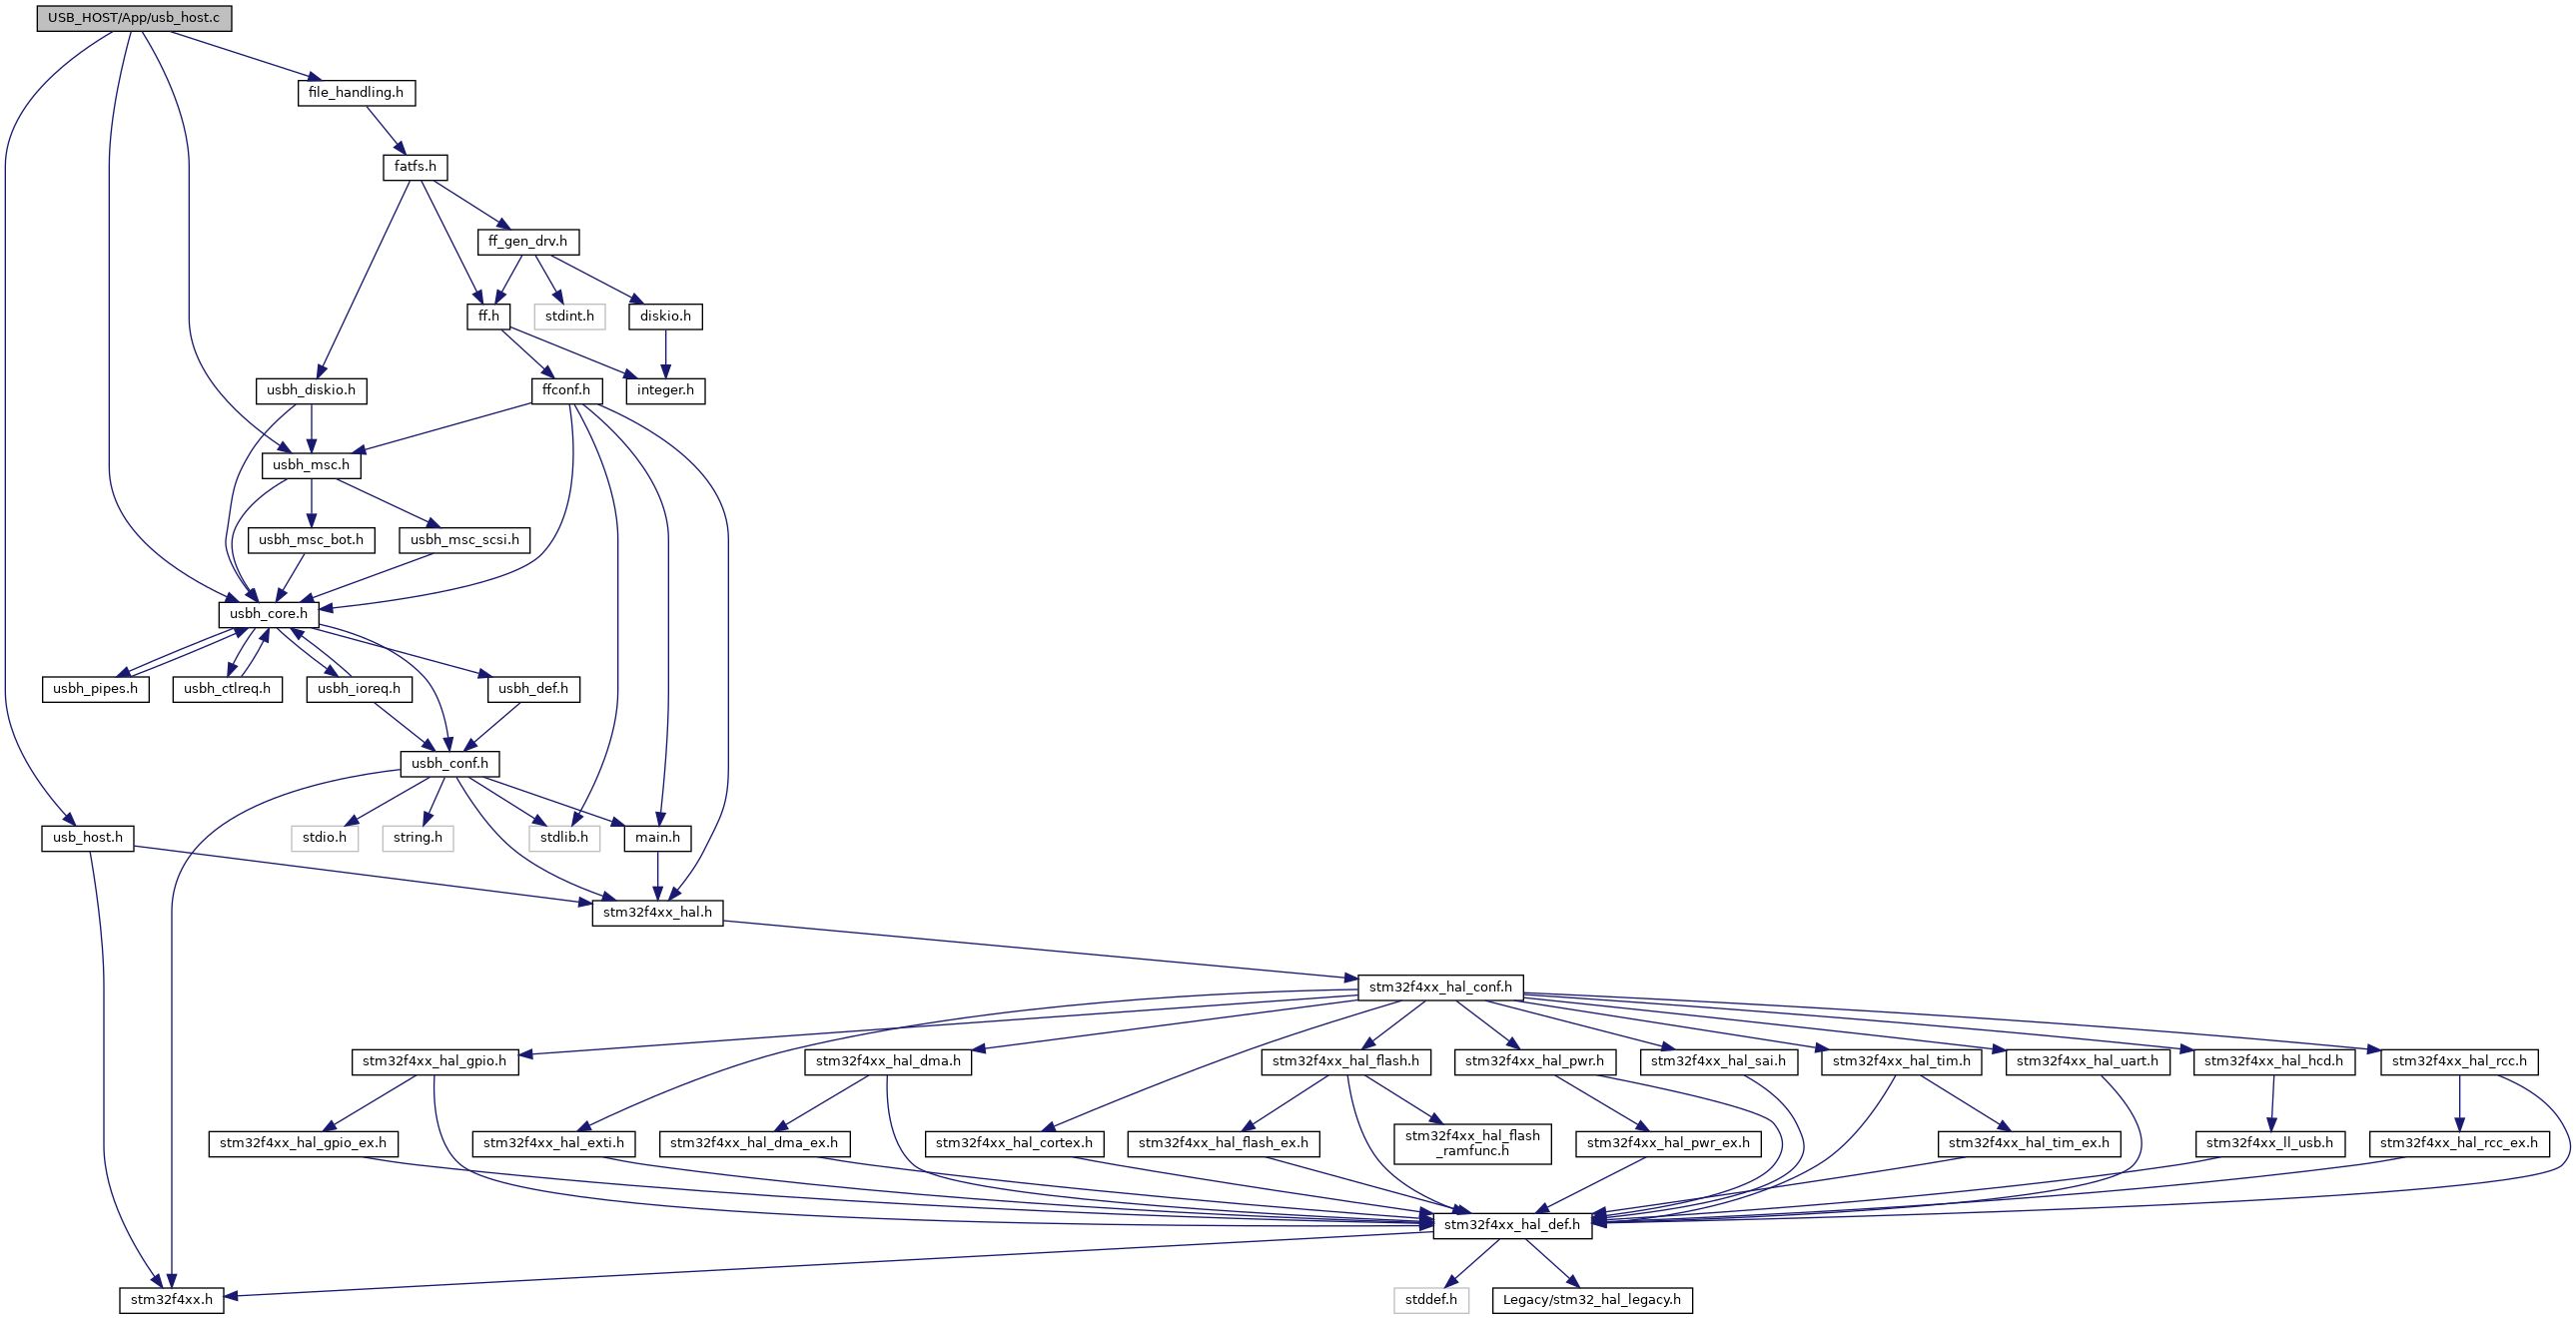 USB_HOST/App/usb_host.c
file_handling.h
fatfs.h
ff_gen_drv.h
ff.h
stdint.h
diskio.h
usbh_diskio.h
ffconf.h
integer.h
usbh_msc.h
usbh_msc_bot.h
usbh_msc_scsi.h
usbh_core.h
usbh_pipes.h
usbh_ctlreq.h
usbh_ioreq.h
usbh_def.h
usbh_conf.h
usb_host.h
stdio.h
string.h
stdlib.h
main.h
stm32f4xx_hal.h
stm32f4xx_hal_conf.h
stm32f4xx_hal_gpio.h
stm32f4xx_hal_dma.h
stm32f4xx_hal_flash.h
stm32f4xx_hal_pwr.h
stm32f4xx_hal_sai.h
stm32f4xx_hal_tim.h
stm32f4xx_hal_uart.h
stm32f4xx_hal_hcd.h
stm32f4xx_hal_rcc.h
stm32f4xx_hal_gpio_ex.h
stm32f4xx_hal_exti.h
stm32f4xx_hal_dma_ex.h
stm32f4xx_hal_cortex.h
stm32f4xx_hal_flash_ex.h
stm32f4xx_hal_flash
_ramfunc.h
stm32f4xx_hal_pwr_ex.h
stm32f4xx_hal_tim_ex.h
stm32f4xx_ll_usb.h
stm32f4xx_hal_rcc_ex.h
stm32f4xx_hal_def.h
stm32f4xx.h
stddef.h
Legacy/stm32_hal_legacy.h